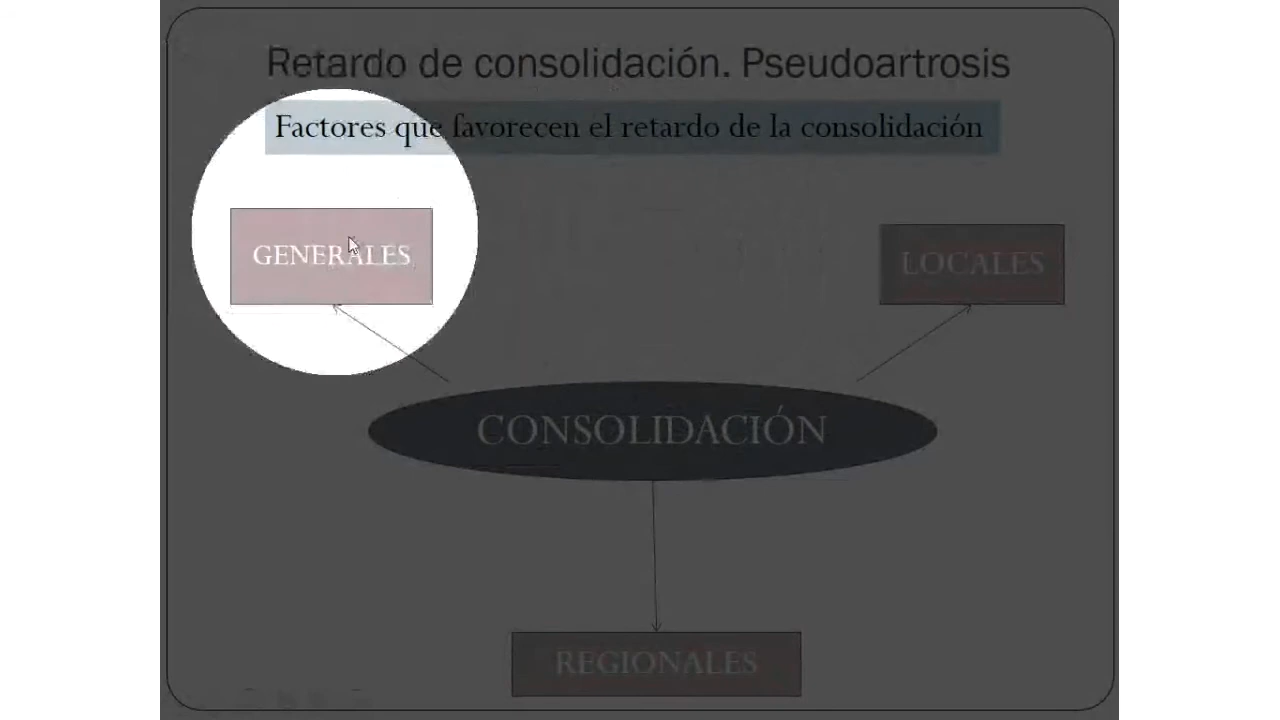 Retardo de consolidación. Pseudoartrosis
Factores que favorecen el retardo de la consolidación
GENERALES
LOCALES
CONSOLIDACIÓN
REGIONALES